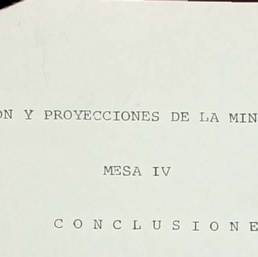 ON Y PROYECCIONES DE LA MIN
MESA IV
C O N C L U S I O N E